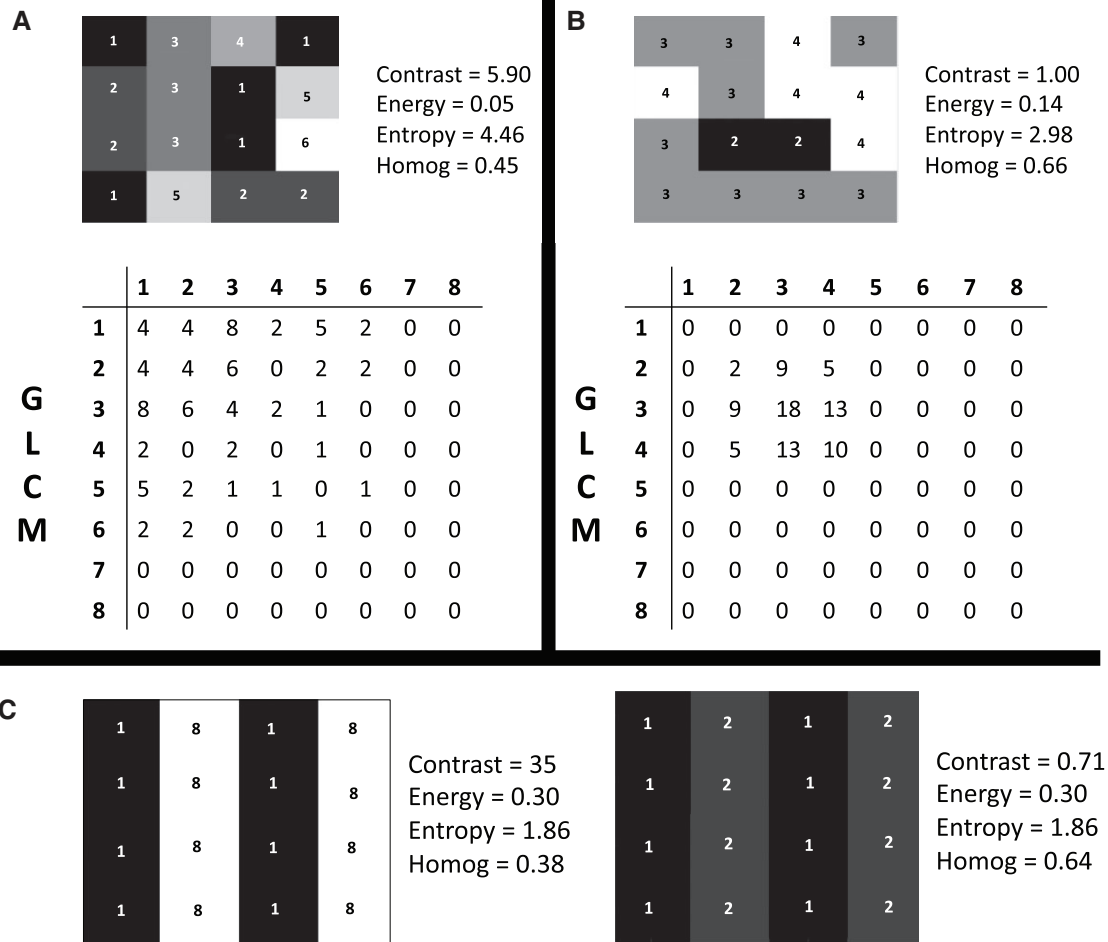 A
1 3 4 1
2 3 1 5
2 3 1 6
1 5 2 2
Contrast = 5.90
Energy = 0.05
Entropy = 4.46
Homog = 0.45
1 2 3 4 5 6 7 8
1 4 4 8 2 5 2 0 0
2 4 4 6 0 2 2 0 0
3 8 6 4 2 1 0 0 0
4 2 0 2 0 1 0 0 0
5 5 2 1 1 0 1 0 0
6 2 2 0 0 1 0 0 0
7 0 0 0 0 0 0 0 0
8 0 0 0 0 0 0 0 0
G
L
C
M
B
3 3 4 3
4 3 4 4
3 2 2 4
3 3 3 3
Contrast = 1.00
Energy = 0.14
Entropy = 2.98
Homog = 0.66
1 2 3 4 5 6 7 8
1 0 0 0 0 0 0 0 0
2 0 2 9 5 0 0 0 0
3 0 9 18 13 0 0 0 0
4 0 5 13 10 0 0 0 0
5 0 0 0 0 0 0 0 0
6 0 0 0 0 0 0 0 0
7 0 0 0 0 0 0 0 0
8 0 0 0 0 0 0 0 0
G
L
C
M
C
1 8 1 8
1 8 1 8
1 8 1 8
1 8 1 8
Contrast = 35
Energy = 0.30
Entropy = 1.86
Homog = 0.38
1 2 1 2
1 2 1 2
1 2 1 2
1 2 1 2
Contrast = 0.71
Energy = 0.30
Entropy = 1.86
Homog = 0.64